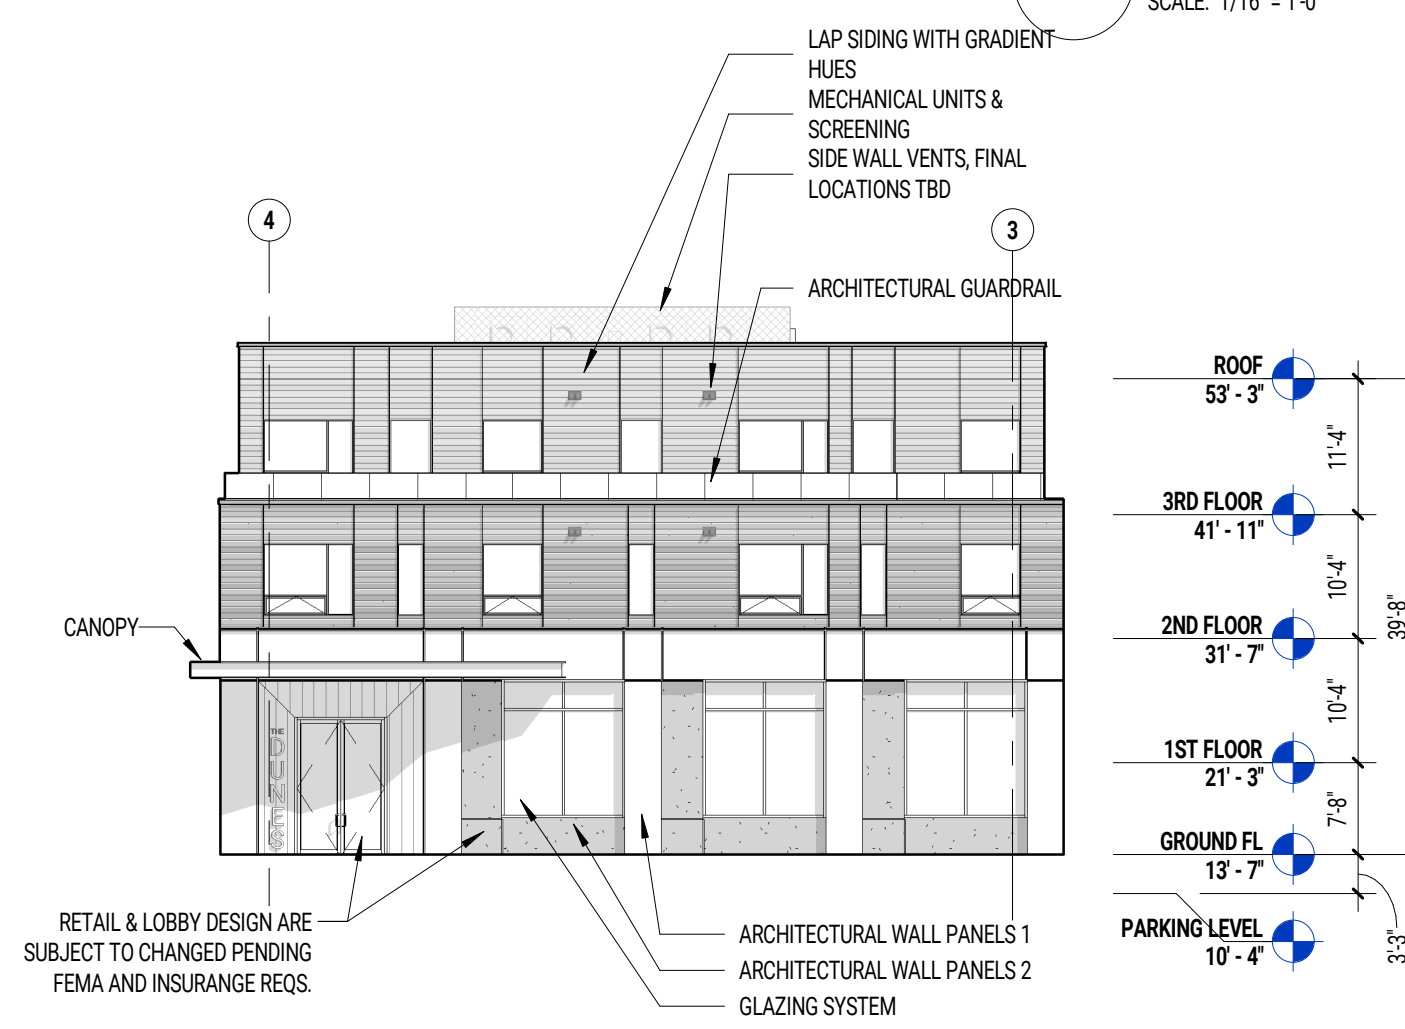 SCALE: 1/16" = 1'-0"
LAP SIDING WITH GRADIENT
HUES
MECHANICAL UNITS &
SCREENING
SIDE WALL VENTS, FINAL
LOCATIONS TBD
4
3
ARCHITECTURAL GUARDRAIL
ROOF
53' - 3"
11'-4"
3RD FLOOR
41' - 11"
10'-4"
39'-8"
CANOPY
2ND FLOOR
31' - 7"
10'-4"
THE
DUNES
1ST FLOOR
21' - 3"
7'-8"
GROUND FL
13' - 7"
RETAIL & LOBBY DESIGN ARE
SUBJECT TO CHANGED PENDING
FEMA AND INSURANGE REQS.
ARCHITECTURAL WALL PANELS 1
ARCHITECTURAL WALL PANELS 2
GLAZING SYSTEM
PARKING LEVEL
10' - 4"
3'-3"